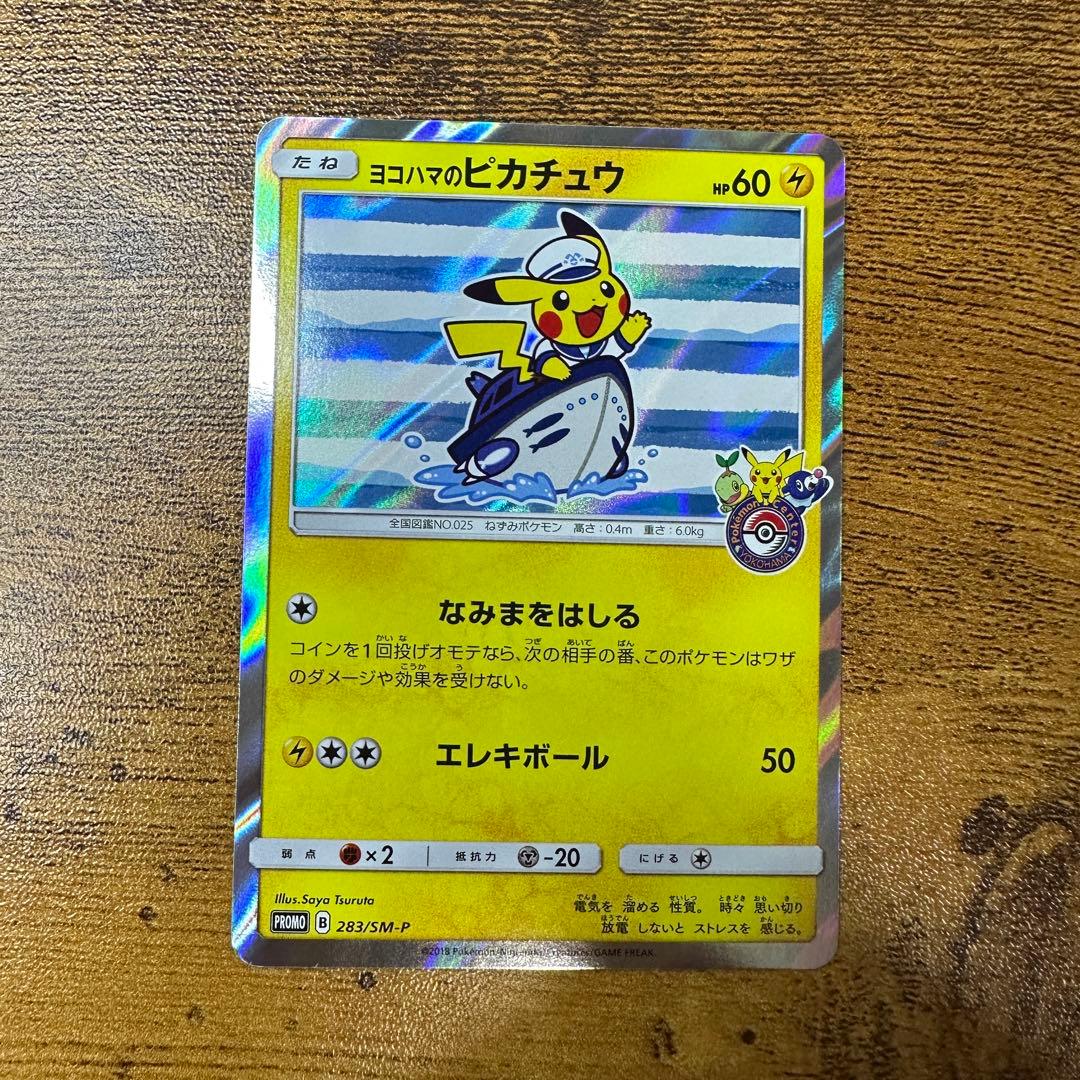 たね ヨコハマのピカチュウ HP60
Pokémon Center
YOKOHAMA
全国図鑑NO.025 ねずみポケモン 高さ:0.4m 重さ:6.0kg
なみまをはしる
コインを1回投げオモテなら、次の相手の番、このポケモンはワザ
のダメージや効果を受けない。
エレキボール 50
弱点 ×2 抵抗力 -20 にげる
Illus.Saya Tsuruta
電気を 溜める 性質。 時々 思い切り
放電 しないと ストレスを 感じる。
PROMO B 283/SM-P
©2018 Pokémon/Nintendo/Creatures/GAME FREAK.